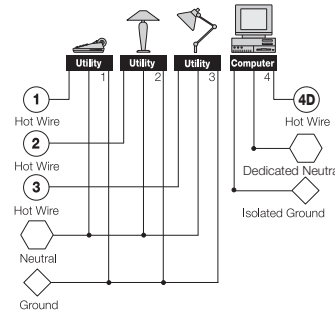 Utility
Utility
Utility
Computer
1
2
3
4
1
Hot Wire
4D
Hot Wire
2
Hot Wire
Dedicated Neutra
3
Hot Wire
Isolated Ground
Neutral
Ground